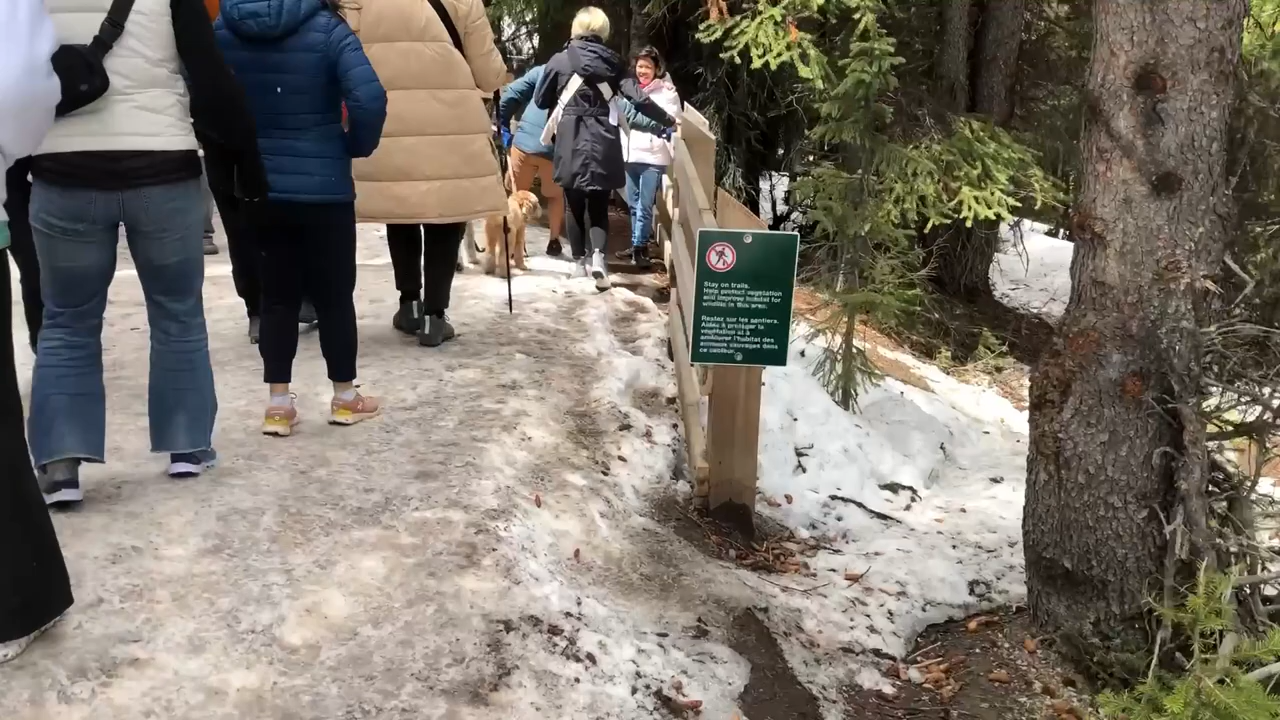 Stay on trails.
Help protect vegetation
and improve habitat for
wildlife in this area.
Restez sur les sentiers.
Aidez à protéger la
végétation et à
améliorer l'habitat des
animaux sauvages dans
ce secteur.